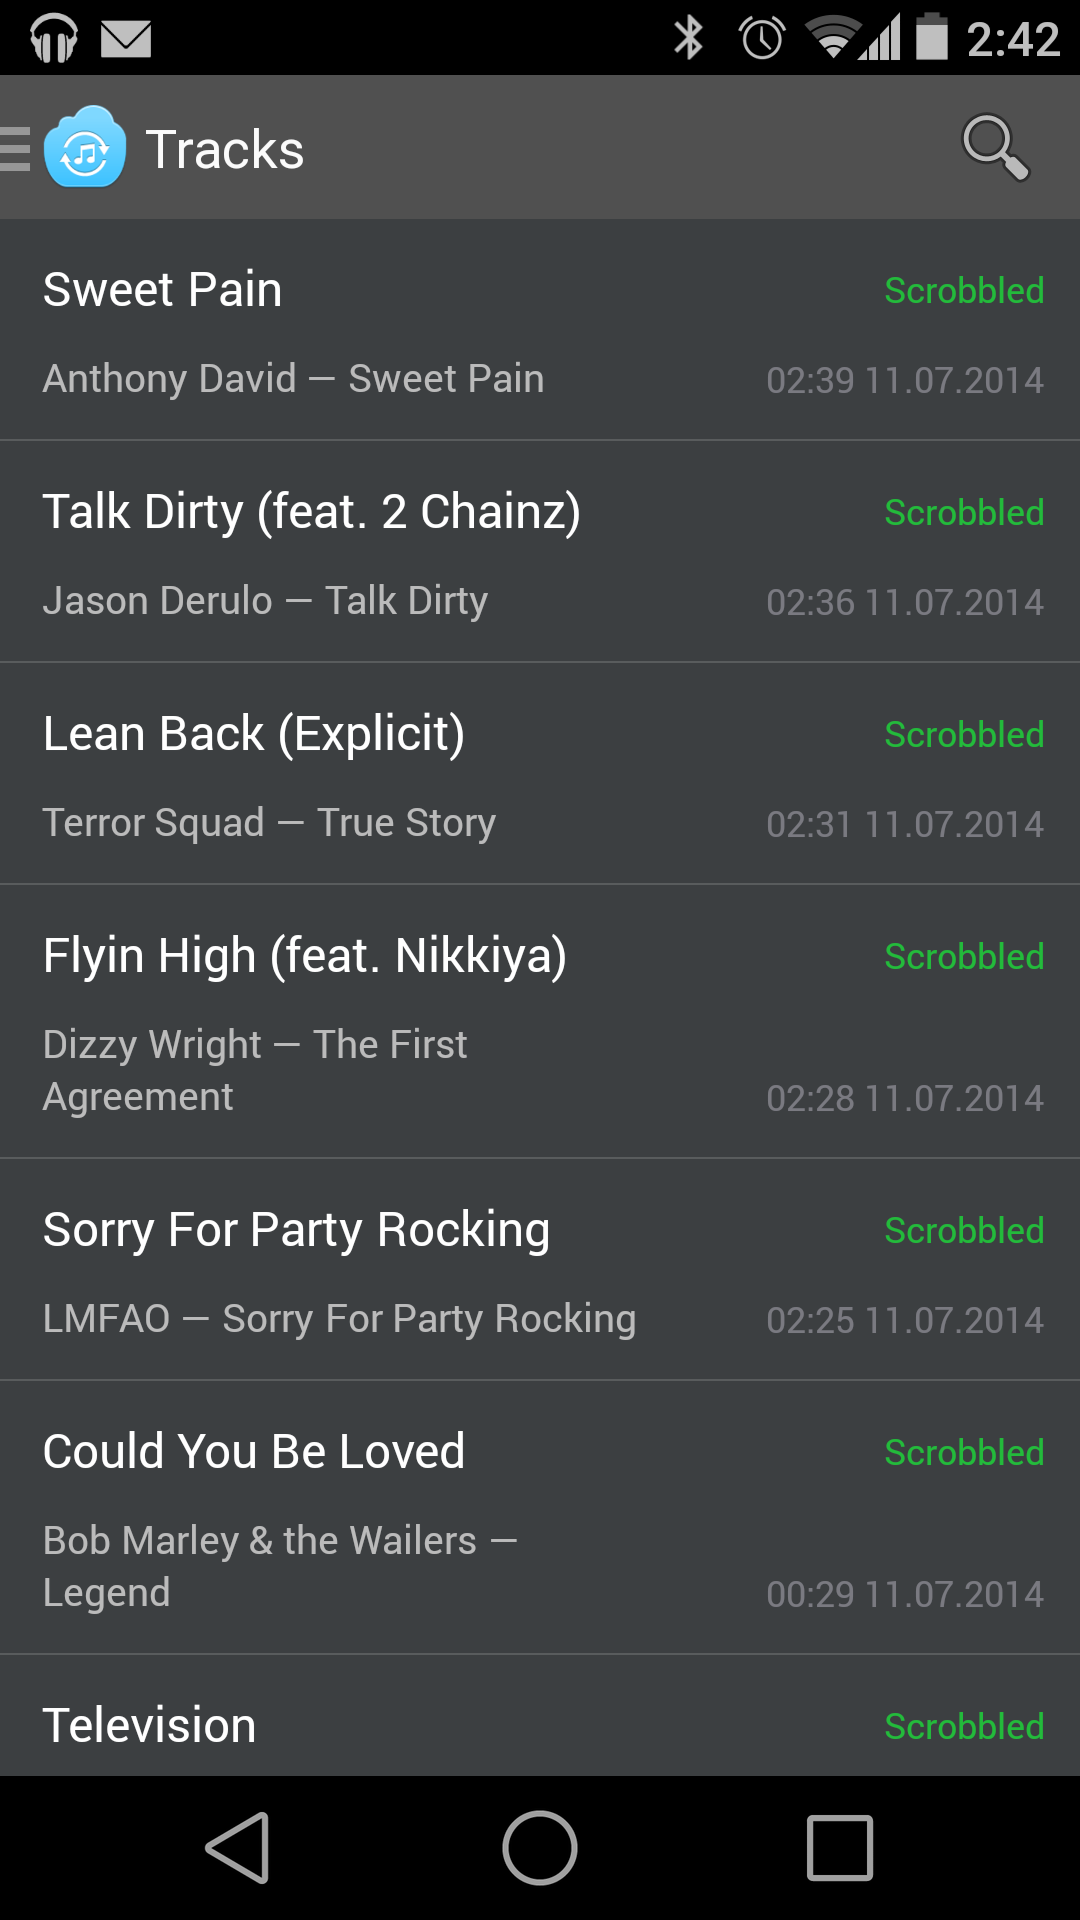 2:42
Tracks
Sweet Pain
Scrobbled
Anthony David — Sweet Pain
02:39 11.07.2014
Talk Dirty (feat. 2 Chainz)
Scrobbled
Jason Derulo — Talk Dirty
02:36 11.07.2014
Lean Back (Explicit)
Scrobbled
Terror Squad — True Story
02:31 11.07.2014
Flyin High (feat. Nikkiya)
Scrobbled
Dizzy Wright — The First
Agreement
02:28 11.07.2014
Sorry For Party Rocking
Scrobbled
LMFAO — Sorry For Party Rocking
02:25 11.07.2014
Could You Be Loved
Scrobbled
Bob Marley & the Wailers —
Legend
00:29 11.07.2014
Television
Scrobbled